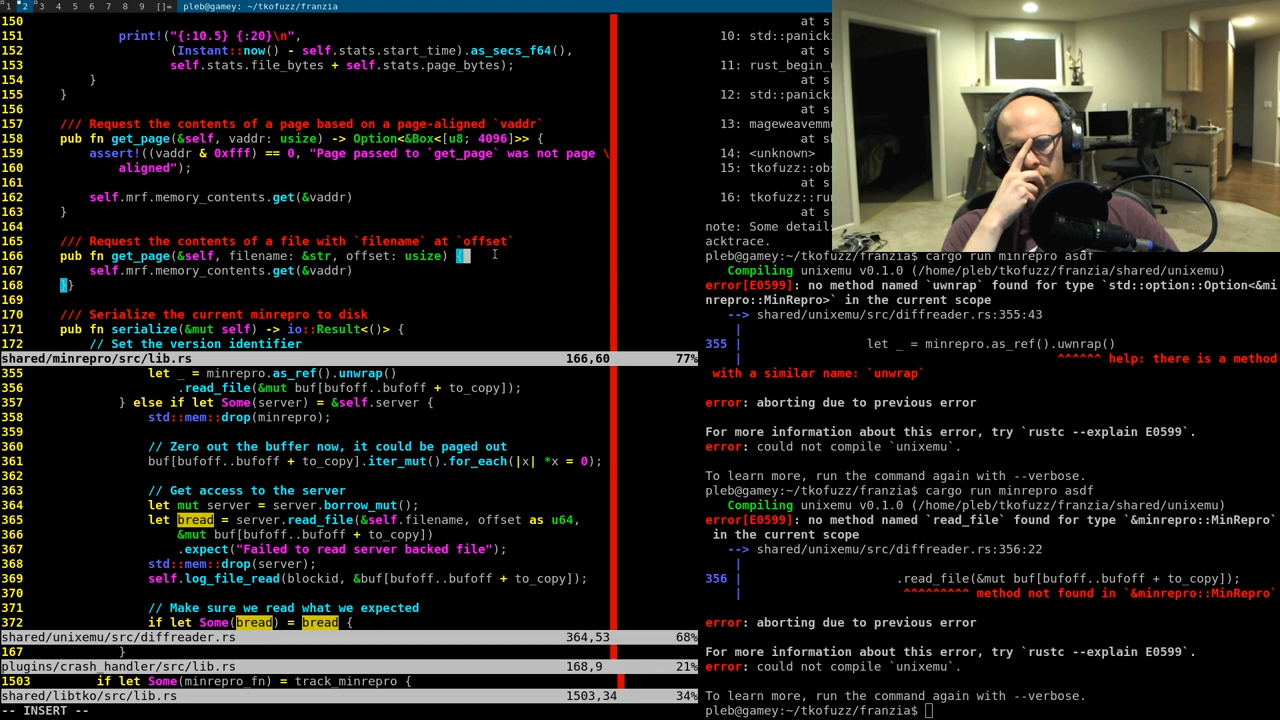 1 2 3 4 5 6 7 8 9 []= pleb@gamey: ~/tkofuzz/franzia
150
151 print!("{:10.5} {:20}\n",
152 (Instant::now() - self.stats.start_time).as_secs_f64(),
153 self.stats.file_bytes + self.stats.page_bytes);
154 }
155 }
156
157 /// Request the contents of a page based on a page-aligned `vaddr`
158 pub fn get_page(&self, vaddr: usize) -> Option<&Box<[u8; 4096]>> {
159 assert!((vaddr & 0xfff) == 0, "Page passed to `get_page` was not page \
160 aligned");
161
162 self.mrf.memory_contents.get(&vaddr)
163 }
164
165 /// Request the contents of a file with `filename` at `offset`
166 pub fn get_page(&self, filename: &str, offset: usize) {
167 self.mrf.memory_contents.get(&vaddr)
168 }}
169
170 /// Serialize the current minrepro to disk
171 pub fn serialize(&mut self) -> io::Result<()> {
172 // Set the version identifier
shared/minrepro/src/lib.rs 166,60 77%
355 let _ = minrepro.as_ref().unwrap()
356 .read_file(&mut buf[bufoff..bufoff + to_copy]);
357 } else if let Some(server) = &self.server {
358 std::mem::drop(minrepro);
359
360 // Zero out the buffer now, it could be paged out
361 buf[bufoff..bufoff + to_copy].iter_mut().for_each(|x| *x = 0);
362
363 // Get access to the server
364 let mut server = server.borrow_mut();
365 let bread = server.read_file(&self.filename, offset as u64,
366 &mut buf[bufoff..bufoff + to_copy])
367 .expect("Failed to read server backed file");
368 std::mem::drop(server);
369 self.log_file_read(blockid, &buf[bufoff..bufoff + to_copy]);
370
371 // Make sure we read what we expected
372 if let Some(bread) = bread {
shared/unixemu/src/diffreader.rs 364,53 68%
167 }
plugins/crash_handler/src/lib.rs 168,9 21%
1503 if let Some(minrepro_fn) = track_minrepro {
shared/libtko/src/lib.rs 1503,34 34%
-- INSERT --
at s
10: std::panick
at s
11: rust_begin_
at s
12: std::panick
at s
13: mageweavemm
at s
14: <unknown>
15: tkofuzz::obs
at s
16: tkofuzz::run
at s
note: Some detail
acktrace.
pleb@gamey:~/tkofuzz/franzia$ cargo run minrepro asdf
Compiling unixemu v0.1.0 (/home/pleb/tkofuzz/franzia/shared/unixemu)
error[E0599]: no method named `uwnrap` found for type `std::option::Option<&mi
nrepro::MinRepro>` in the current scope
--> shared/unixemu/src/diffreader.rs:355:43
|
355 | let _ = minrepro.as_ref().uwnrap()
| ^^^^^^ help: there is a method
with a similar name: `unwrap`
error: aborting due to previous error
For more information about this error, try `rustc --explain E0599`.
error: could not compile `unixemu`.
To learn more, run the command again with --verbose.
pleb@gamey:~/tkofuzz/franzia$ cargo run minrepro asdf
Compiling unixemu v0.1.0 (/home/pleb/tkofuzz/franzia/shared/unixemu)
error[E0599]: no method named `read_file` found for type `&minrepro::MinRepro`
in the current scope
--> shared/unixemu/src/diffreader.rs:356:22
|
356 | .read_file(&mut buf[bufoff..bufoff + to_copy]);
| ^^^^^^^^^ method not found in `&minrepro::MinRepro`
error: aborting due to previous error
For more information about this error, try `rustc --explain E0599`.
error: could not compile `unixemu`.
To learn more, run the command again with --verbose.
pleb@gamey:~/tkofuzz/franzia$